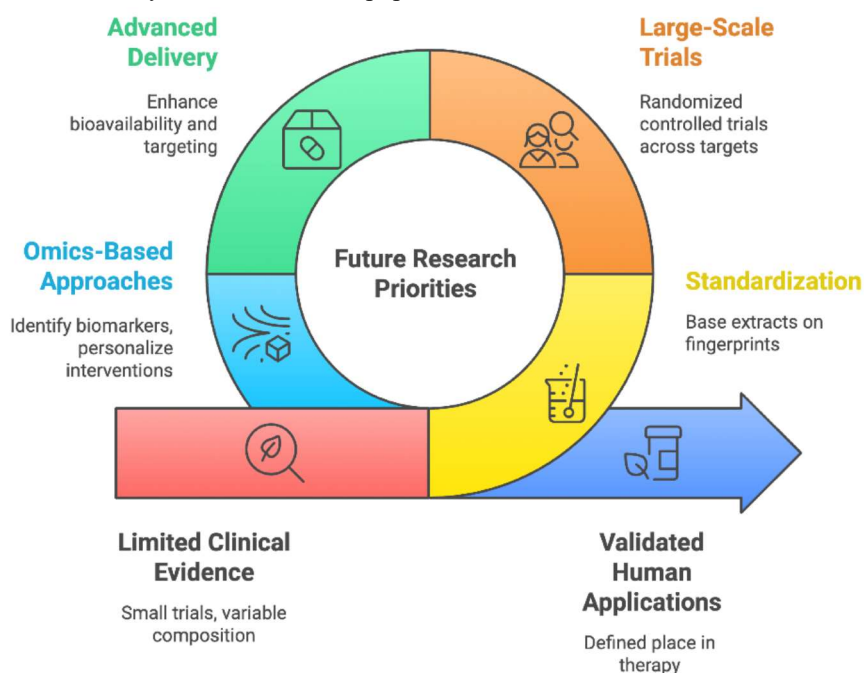 Advanced
Delivery
Enhance
bioavailability and
targeting
Large-Scale
Trials
Randomized
controlled trials
across targets
Omics-Based
Approaches
Identify biomarkers,
personalize
interventions
Future Research
Priorities
Standardization
Base extracts on
fingerprints
Limited Clinical
Evidence
Small trials, variable
composition
Validated
Human
Applications
Defined place in
therapy